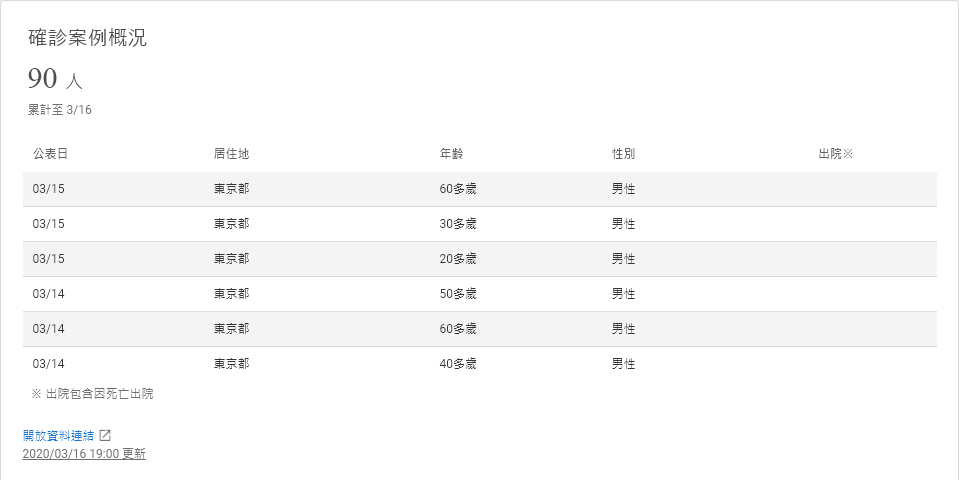 確診案例概況
90 人
累計至 3/16
公表日 居住地 年齡 性別 出院※
03/15 東京都 60多歲 男性
03/15 東京都 30多歲 男性
03/15 東京都 20多歲 男性
03/14 東京都 50多歲 男性
03/14 東京都 60多歲 男性
03/14 東京都 40多歲 男性
※ 出院包含因死亡出院
開放資料連結
2020/03/16 19:00 更新